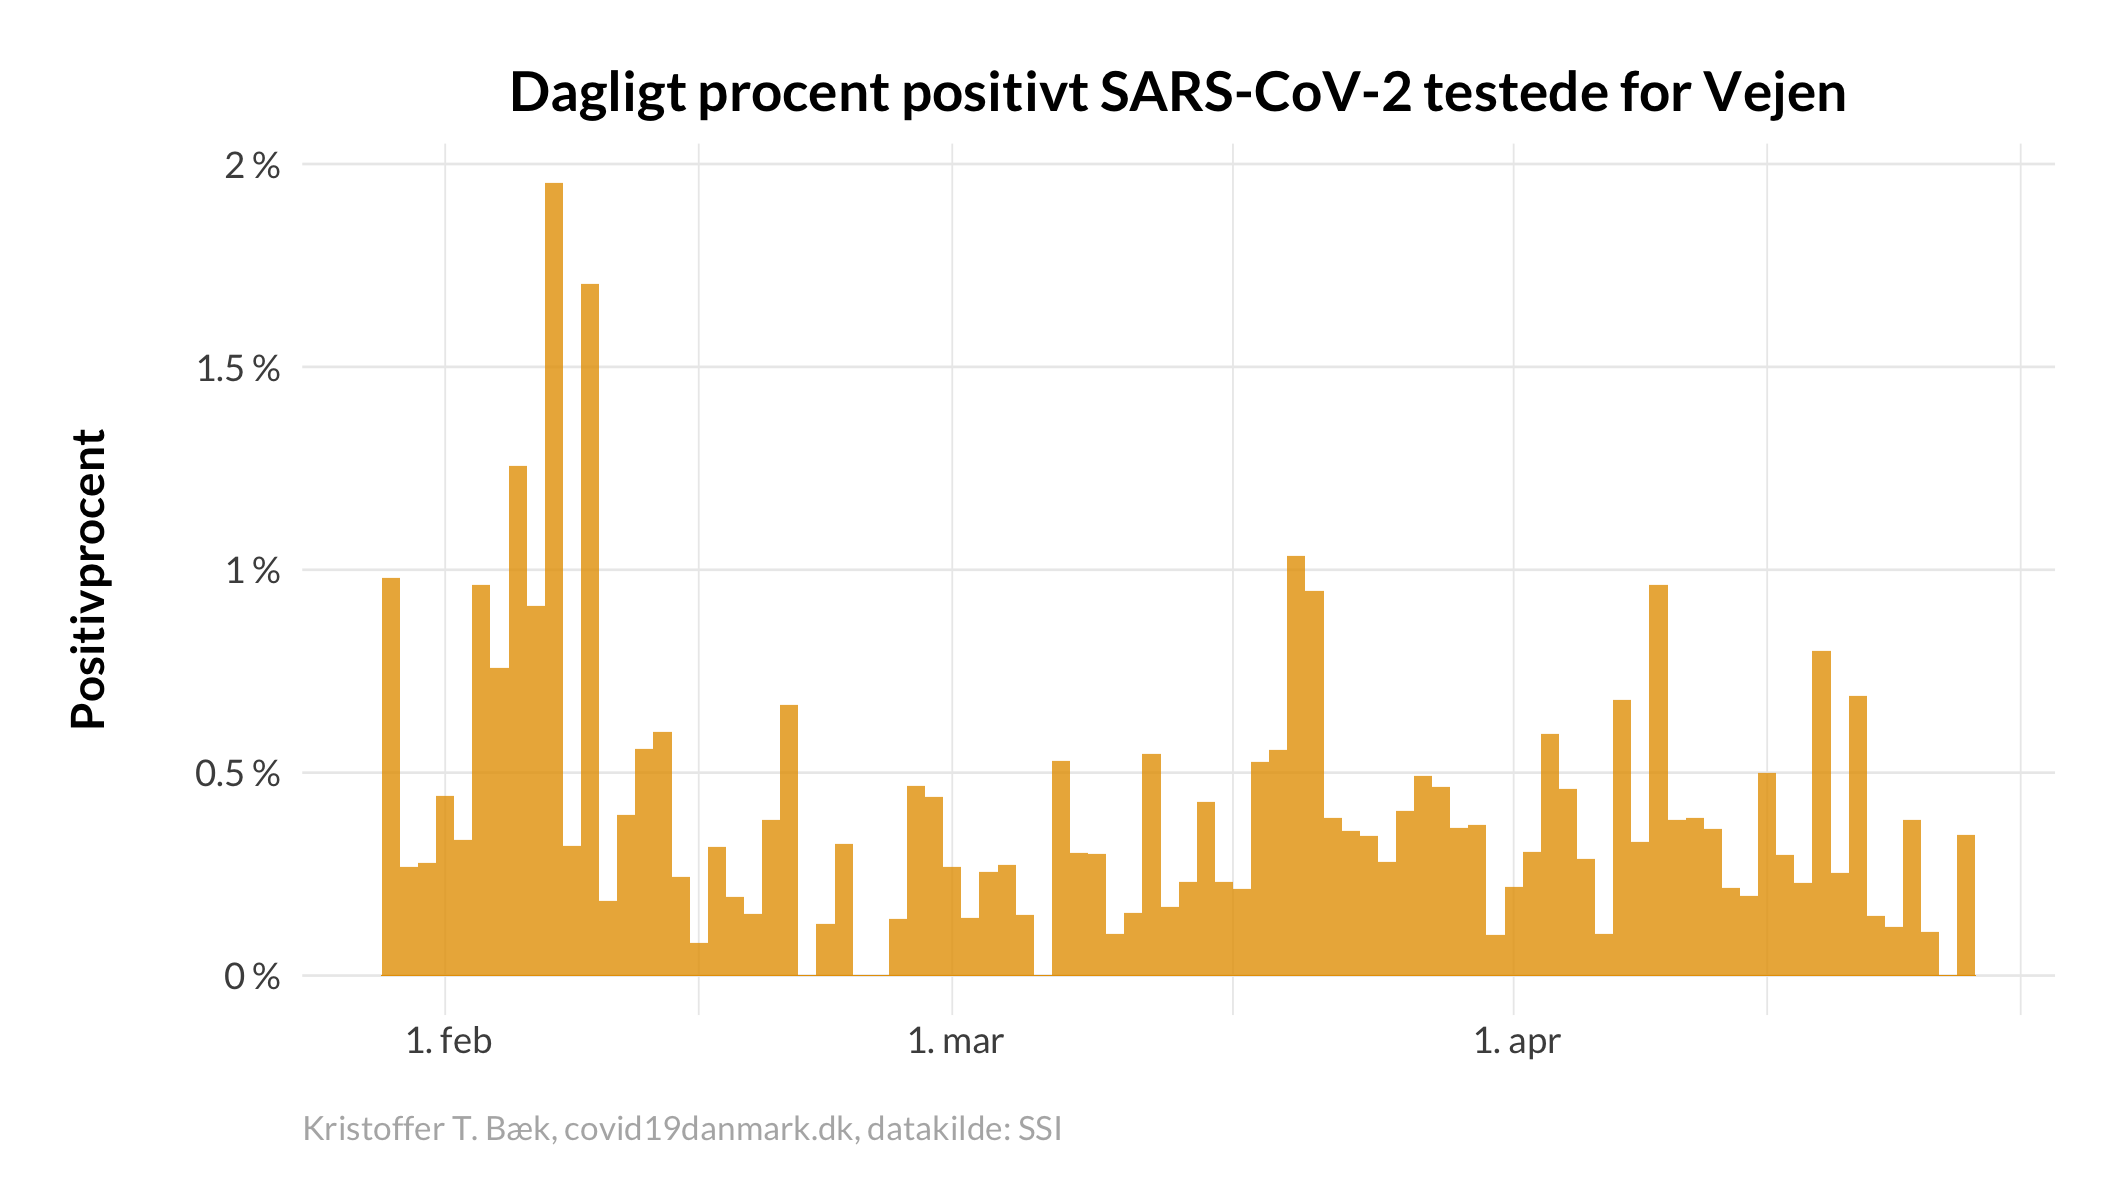 Dagligt procent positivt SARS-CoV-2 testede for Vejen
Positivprocent
2 %
1.5 %
1 %
0.5 %
0 %
1. feb
1. mar
1. apr
Kristoffer T. Bæk, covid19danmark.dk, datakilde: SSI